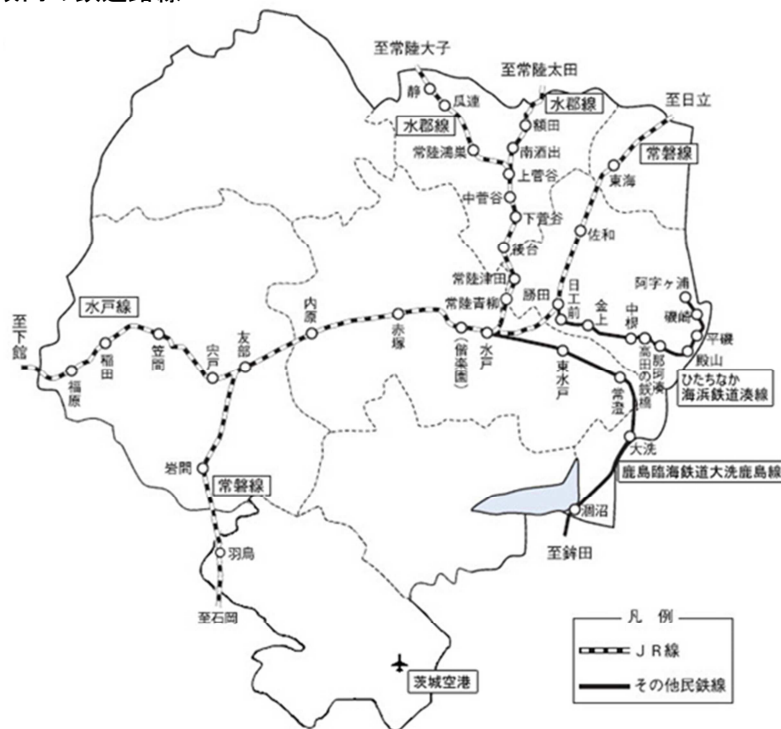 至常陸大子
至常陸太田
至日立
静
瓜連
水郡線
水郡線
額田
常陸鴻巣
南酒出
常磐線
上菅谷
東海
中菅谷
下菅谷
佐和
後台
常陸津田
勝田
日工前
金上
中根
阿字ヶ浦
磯崎
平磯
殿山
那珂湊
高田の鉄橋
常陸青柳
水戸線
至下館
福原
稲田
笠間
宍戸
友部
内原
赤塚
(偕楽園)
水戸
東水戸
常澄
ひたちなか
海浜鉄道湊線
大洗
鹿島臨海鉄道大洗鹿島線
岩間
常磐線
涸沼
至鉾田
羽鳥
至石岡
茨城空港
凡 例
JR線
その他民鉄線